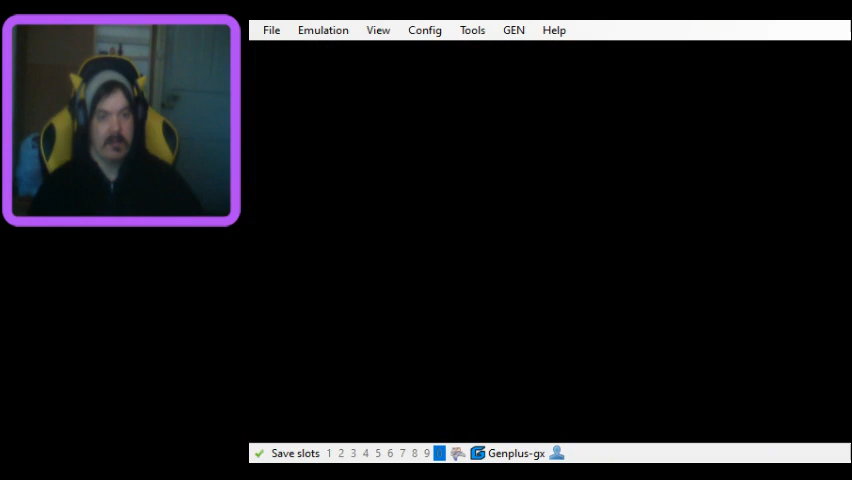 File Emulation View Config Tools GEN Help
Save slots 1 2 3 4 5 6 7 8 9 0 Genplus-gx